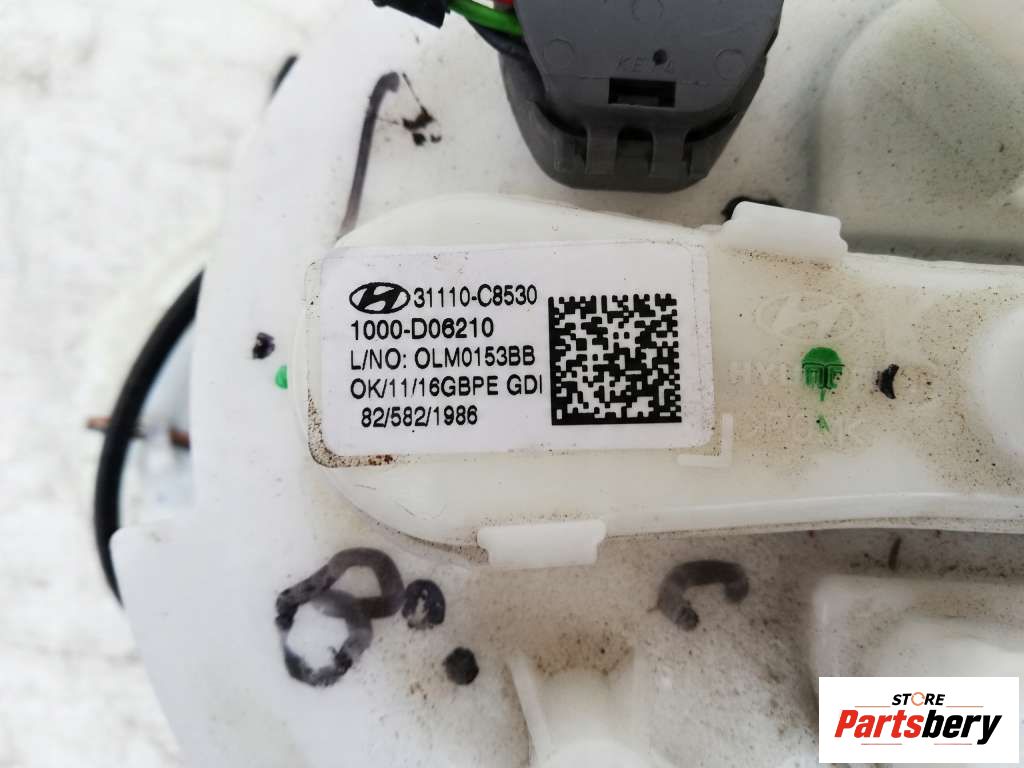 31110-C8530
1000-D06210
L/NO: OLM0153BB
OK/11/16GBPE GDI
82/582/1986
STORE
Partsbery